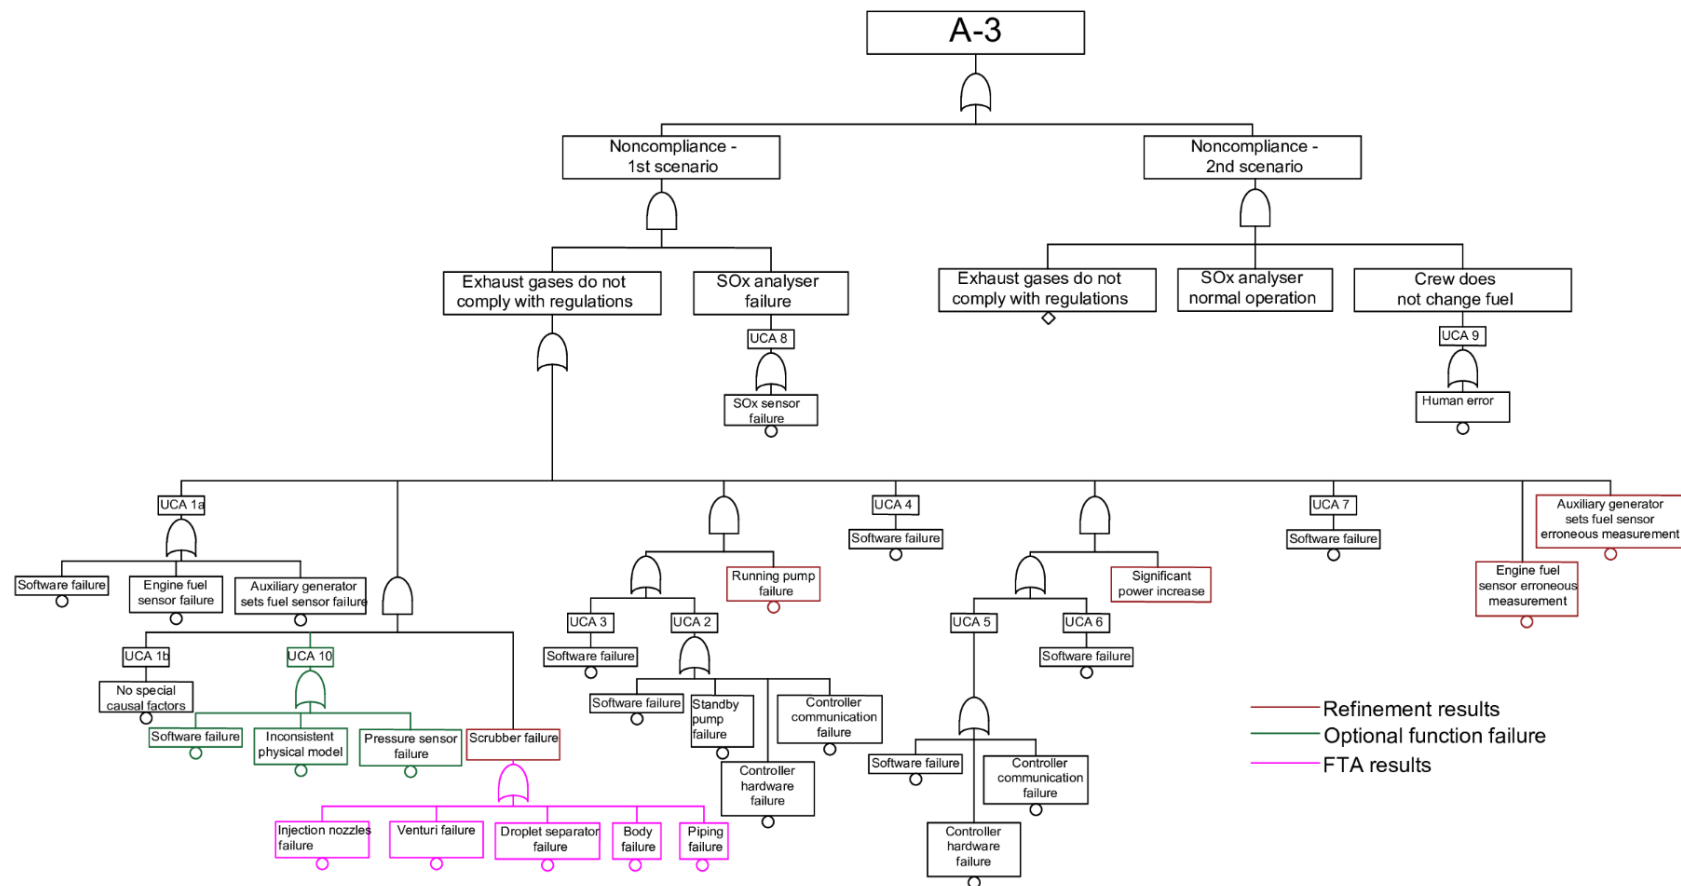 A-3
Noncompliance -
1st scenario
Noncompliance -
2nd scenario
Exhaust gases do not
comply with regulations
SOx analyser
failure
Exhaust gases do not
comply with regulations
SOx analyser
normal operation
Crew does
not change fuel
UCA 8
UCA 9
SOx sensor
failure
Human error
UCA 1a
UCA 4
UCA 7
Auxiliary generator
sets fuel sensor
erroneous measurement
Software failure
Software failure
Software failure
Engine fuel
sensor failure
Auxiliary generator
sets fuel sensor failure
Running pump
failure
Significant
power increase
Engine fuel
sensor erroneous
measurement
UCA 3
UCA 2
UCA 5
UCA 6
UCA 1b
UCA 10
Software failure
Software failure
No special
causal factors
Software failure
Standby
pump
failure
Controller
communication
failure
Software failure
Inconsistent
physical model
Pressure sensor
failure
Scrubber failure
Controller
hardware
failure
Software failure
Controller
communication
failure
Controller
hardware
failure
Injection nozzles
failure
Venturi failure
Droplet separator
failure
Body
failure
Piping
failure
Refinement results
Optional function failure
FTA results